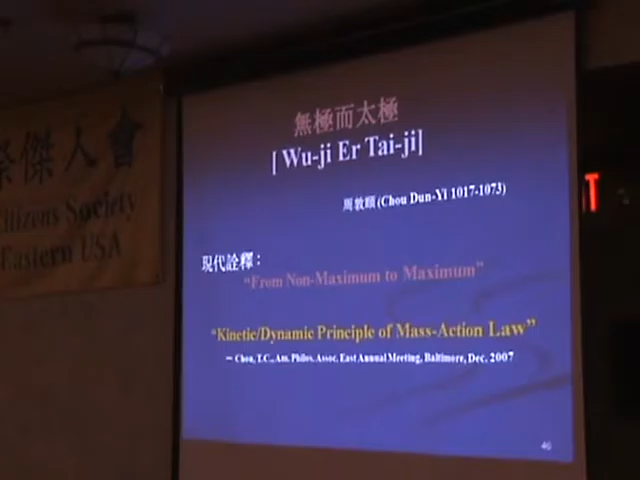 傑人會
Citizens Society
Eastern USA
無極而太極
[ Wu-ji Er Tai-ji]
周敦頤 (Chou Dun-Yi 1017-1073)
現代詮釋：
“From Non-Maximum to Maximum”
“Kinetic/Dynamic Principle of Mass-Action Law”
– Chou, T.C., Am. Philos. Assoc. East Annual Meeting, Baltimore, Dec. 2007